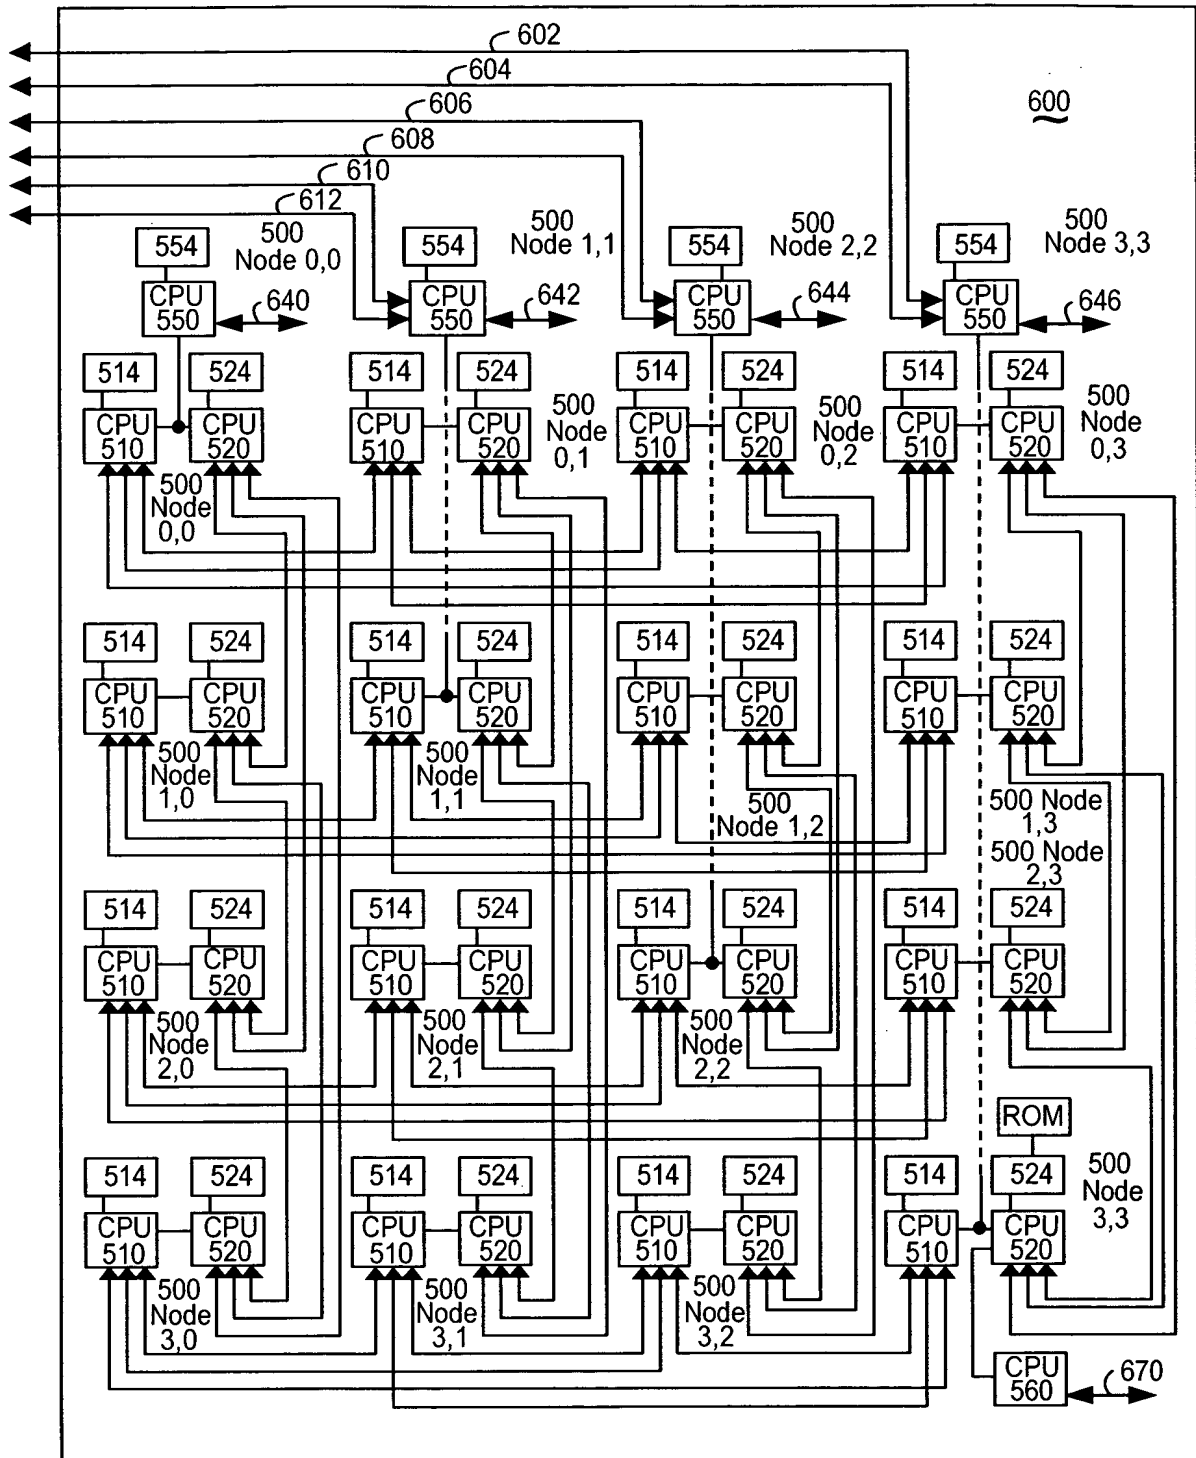 602
604
600
606
608
610
612
554
500
Node 0,0
554
500
Node 1,1
554
500
Node 2,2
554
500
Node 3,3
CPU
550
640
CPU
550
642
CPU
550
644
CPU
550
646
514
524
514
524
514
524
514
524
CPU
510
CPU
520
CPU
510
CPU
520
500
Node
0,1
CPU
510
CPU
520
500
Node
0,2
CPU
510
CPU
520
500
Node
0,3
500
Node
0,0
514
524
514
524
514
524
514
524
CPU
510
CPU
520
CPU
510
CPU
520
CPU
510
CPU
520
CPU
510
CPU
520
500
Node
1,0
500
Node
1,1
500
Node 1,2
500 Node
1,3
500 Node
2,3
514
524
514
524
514
524
514
524
CPU
510
CPU
520
CPU
510
CPU
520
CPU
510
CPU
520
CPU
510
CPU
520
500
Node
2,0
500
Node
2,1
500
Node
2,2
ROM
514
524
514
524
514
524
514
524
500
Node
3,3
CPU
510
CPU
520
CPU
510
CPU
520
CPU
510
CPU
520
CPU
510
CPU
520
500
Node
3,0
500
Node
3,1
500
Node
3,2
CPU
560
670